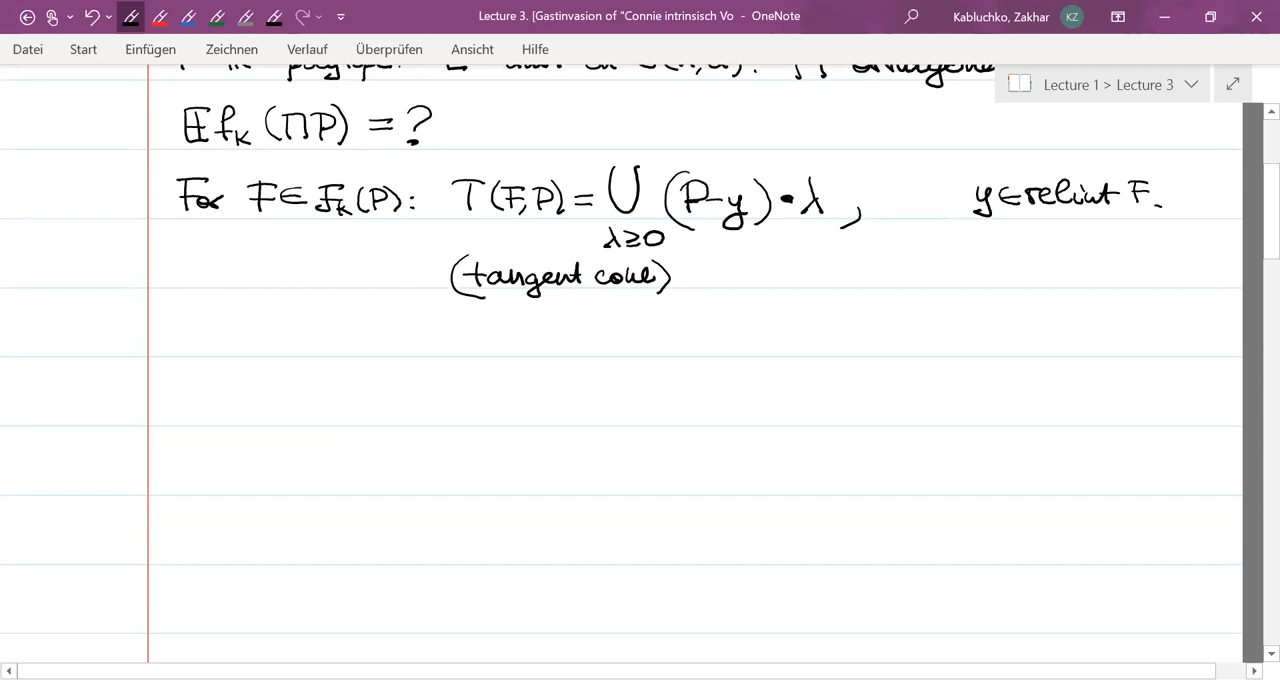 Lecture 3. [Gastinvasion of "Connie intrinsisch Vo - OneNote
Kabluchko, Zakhar KZ
Datei Start Einfügen Zeichnen Verlauf Überprüfen Ansicht Hilfe
Lecture 1 > Lecture 3
𝔼 f_k (ΠP) = ?
For F ∈ F_k(P): T(F,P) = ⋃_{λ≥0} (P-y)•λ, y ∈ relint F.
(tangent cone)